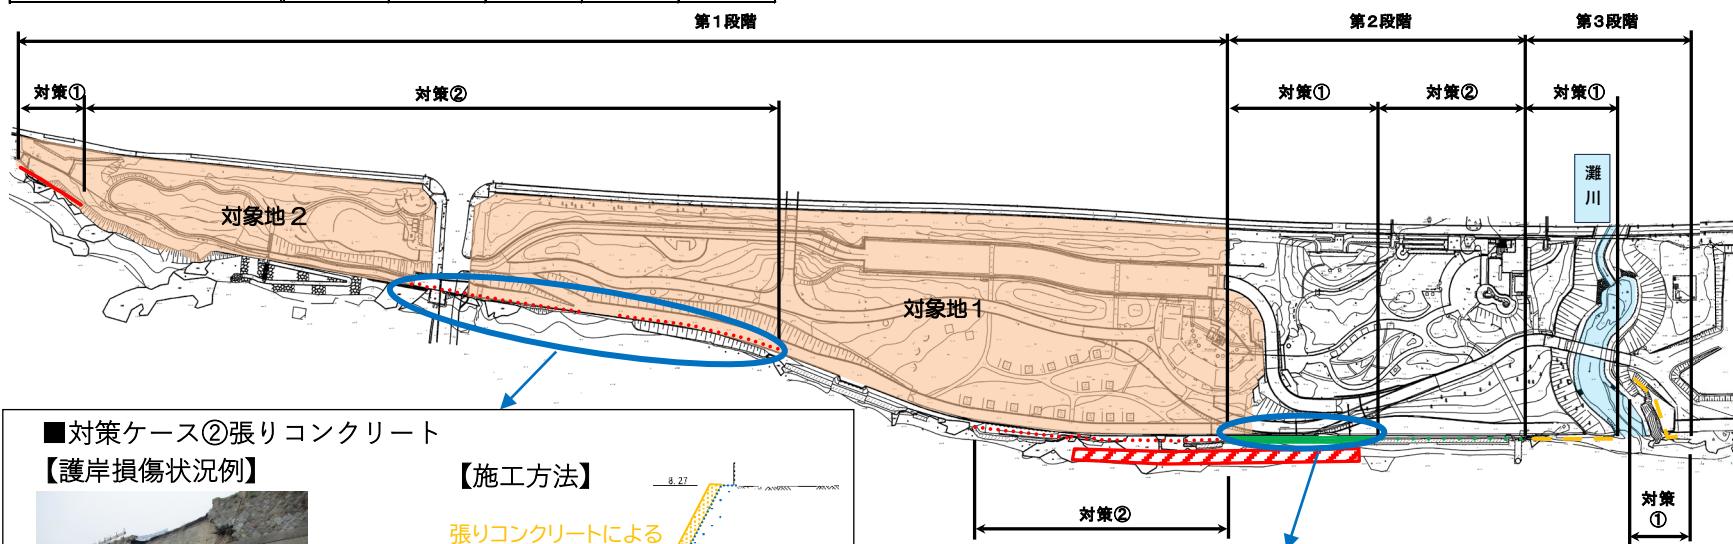 第1段階
第2段階
第3段階
対策①
対策②
対策①
対策②
対策①
灘川
対象地2
対象地1
■対策ケース②張りコンクリート
【護岸損傷状況例】
【施工方法】
8.27
張りコンクリートによる
対策②
対策
①